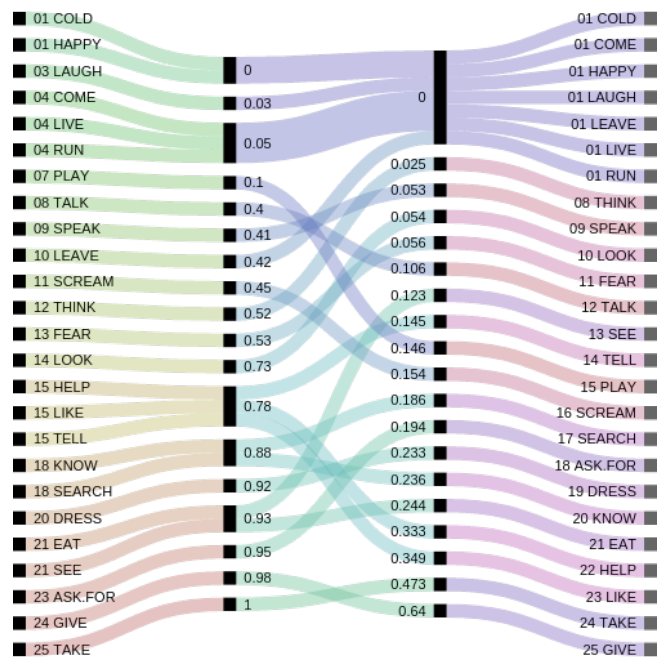 01 COLD
01 HAPPY
03 LAUGH
04 COME
04 LIVE
04 RUN
07 PLAY
08 TALK
09 SPEAK
10 LEAVE
11 SCREAM
12 THINK
13 FEAR
14 LOOK
15 HELP
15 LIKE
15 TELL
18 KNOW
18 SEARCH
20 DRESS
21 EAT
21 SEE
23 ASK.FOR
24 GIVE
25 TAKE
0
0.03
0.05
0.1
0.4
0.41
0.42
0.45
0.52
0.53
0.73
0.78
0.88
0.92
0.93
0.95
0.98
1
0
0.025
0.053
0.054
0.056
0.106
0.123
0.145
0.146
0.154
0.186
0.194
0.233
0.236
0.244
0.333
0.349
0.473
0.64
01 COLD
01 COME
01 HAPPY
01 LAUGH
01 LEAVE
01 LIVE
01 RUN
08 THINK
09 SPEAK
10 LOOK
11 FEAR
12 TALK
13 SEE
14 TELL
15 PLAY
16 SCREAM
17 SEARCH
18 ASK.FOR
19 DRESS
20 KNOW
21 EAT
22 HELP
23 LIKE
24 TAKE
25 GIVE